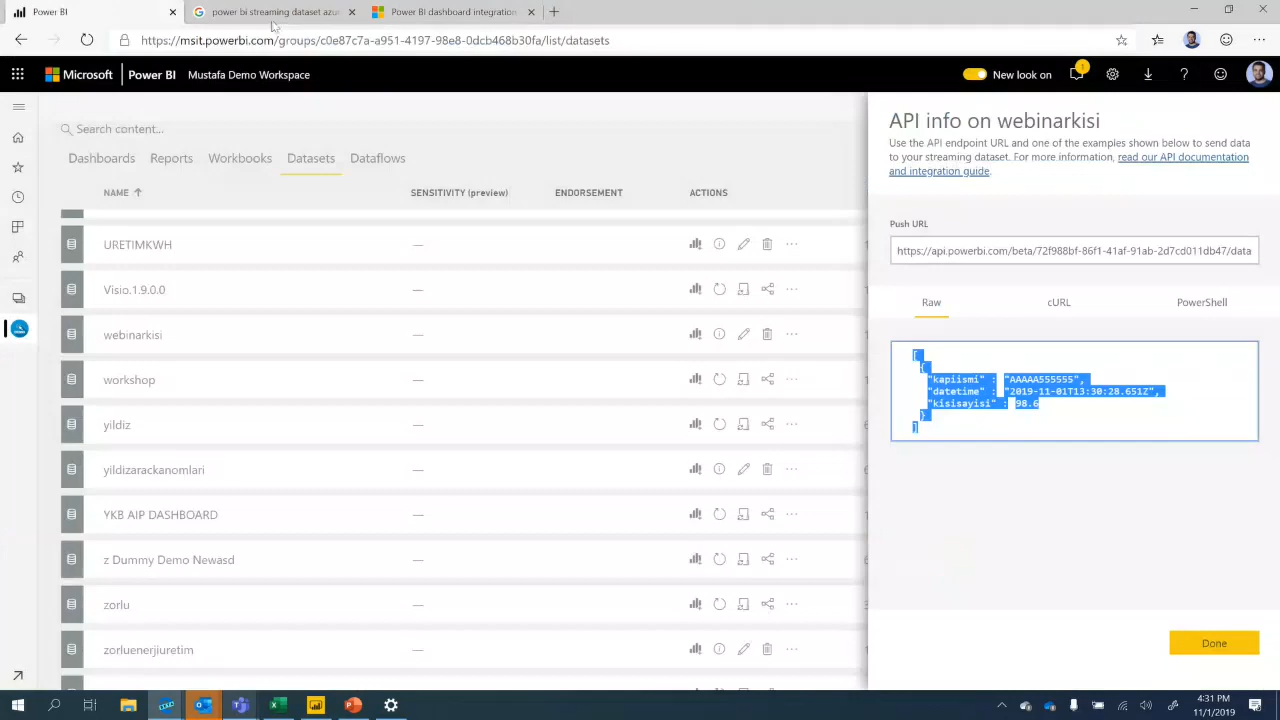 Power BI
power bi streaming dataset azur
Power BI dashboard integration
https://msit.powerbi.com/groups/c0e87c7a-a951-4197-98e8-0dcb468b30fa/list/datasets
Microsoft Power BI Mustafa Demo Workspace
New look on
1
Search content...
Dashboards Reports Workbooks Datasets Dataflows
NAME SENSITIVITY (preview) ENDORSEMENT ACTIONS
URETIMKWH —
Visio.1.9.0.0 —
webinarkisi —
workshop —
yildiz —
yildizarackanomlari —
YKB AIP DASHBOARD —
z Dummy Demo Newasd —
zorlu —
zorluenerjiuretim —
API info on webinarkisi
Use the API endpoint URL and one of the examples shown below to send data
to your streaming dataset. For more information, read our API documentation
and integration guide.
Push URL
https://api.powerbi.com/beta/72f988bf-86f1-41af-91ab-2d7cd011db47/data
Raw cURL PowerShell
[
{
"kapiismi" : "AAAAA555555",
"datetime" : "2019-11-01T13:30:28.651Z",
"kisisayisi" : 98.6
}
]
Done
4:31 PM
11/1/2019